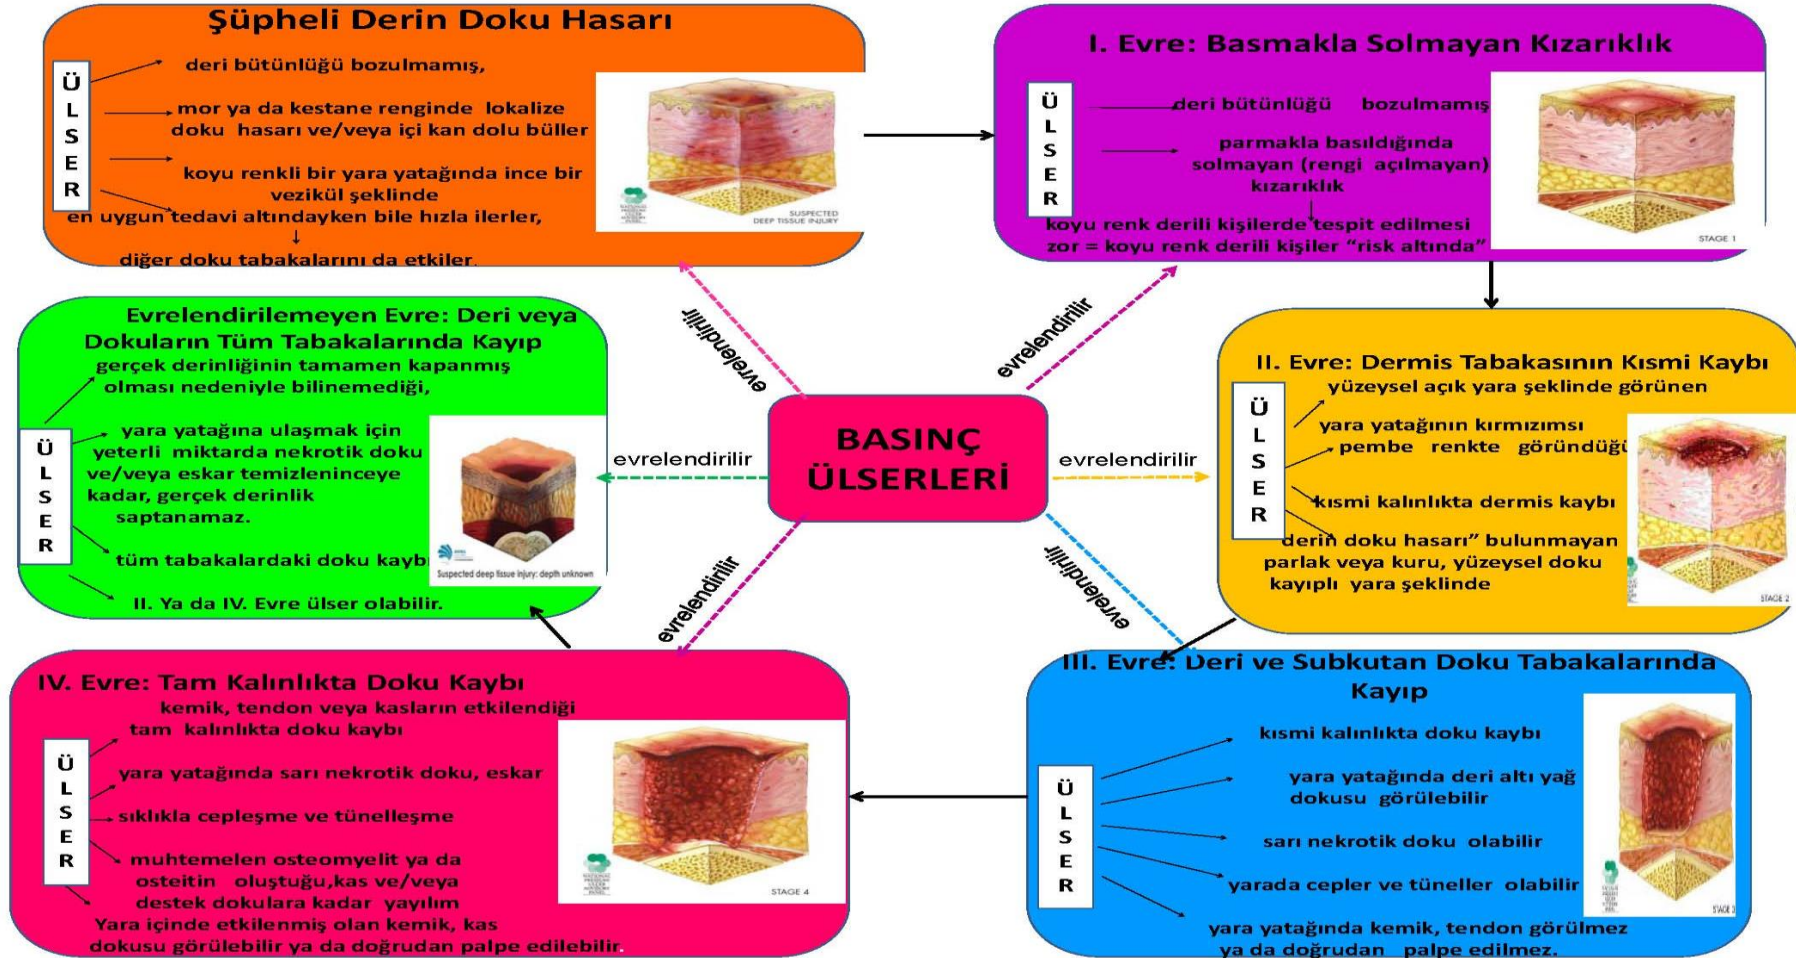 Şüpheli Derin Doku Hasarı
ÜLSER
deri bütünlüğü bozulmamış,
mor ya da kestane renginde lokalize
doku hasarı ve/veya içi kan dolu büller
koyu renkli bir yara yatağında ince bir
vezikül şeklinde
en uygun tedavi altındayken bile hızla ilerler,
diğer doku tabakalarını da etkiler.
SUSPECTED
DEEP TISSUE INJURY
I. Evre: Basmakla Solmayan Kızarıklık
ÜLSER
deri bütünlüğü bozulmamış
parmakla basıldığında
solmayan (rengi açılmayan)
kızarıklık
koyu renk derili kişilerde tespit edilmesi
zor = koyu renk derili kişiler “risk altında”
STAGE 1
evrelendirilir
evrelendirilir
Evrelendirilemeyen Evre: Deri veya
Dokuların Tüm Tabakalarında Kayıp
gerçek derinliğinin tamamen kapanmış
olması nedeniyle bilinemediği,
ÜLSER
yara yatağına ulaşmak için
yeterli miktarda nekrotik doku
ve/veya eskar temizleninceye
kadar, gerçek derinlik
saptanamaz.
tüm tabakalardaki doku kaybı
II. Ya da IV. Evre ülser olabilir.
Suspected deep tissue injury: depth unknown
evrelendirilir
BASINÇ
ÜLSERLERİ
evrelendirilir
II. Evre: Dermis Tabakasının Kısmi Kaybı
yüzeysel açık yara şeklinde görünen
ÜLSER
yara yatağının kırmızımsı
pembe renkte göründüğü
kısmi kalınlıkta dermis kaybı
derin doku hasarı” bulunmayan
parlak veya kuru, yüzeysel doku
kayıplı yara şeklinde
STAGE 2
evrelendirilir
evrelendirilir
IV. Evre: Tam Kalınlıkta Doku Kaybı
kemik, tendon veya kasların etkilendiği
tam kalınlıkta doku kaybı
ÜLSER
yara yatağında sarı nekrotik doku, eskar
sıklıkla cepleşme ve tünelleşme
muhtemelen osteomyelit ya da
osteitin oluştuğu,kas ve/veya
destek dokulara kadar yayılım
Yara içinde etkilenmiş olan kemik, kas
dokusu görülebilir ya da doğrudan palpe edilebilir.
STAGE 4
III. Evre: Deri ve Subkutan Doku Tabakalarında
Kayıp
ÜLSER
kısmi kalınlıkta doku kaybı
yara yatağında deri altı yağ
dokusu görülebilir
sarı nekrotik doku olabilir
yarada cepler ve tüneller olabilir
yara yatağında kemik, tendon görülmez
ya da doğrudan palpe edilmez.
STAGE 3